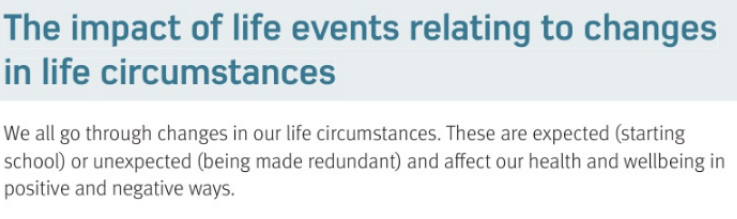 The impact of life events relating to changes
in life circumstances
We all go through changes in our life circumstances. These are expected (starting
school) or unexpected (being made redundant) and affect our health and wellbeing in
positive and negative ways.